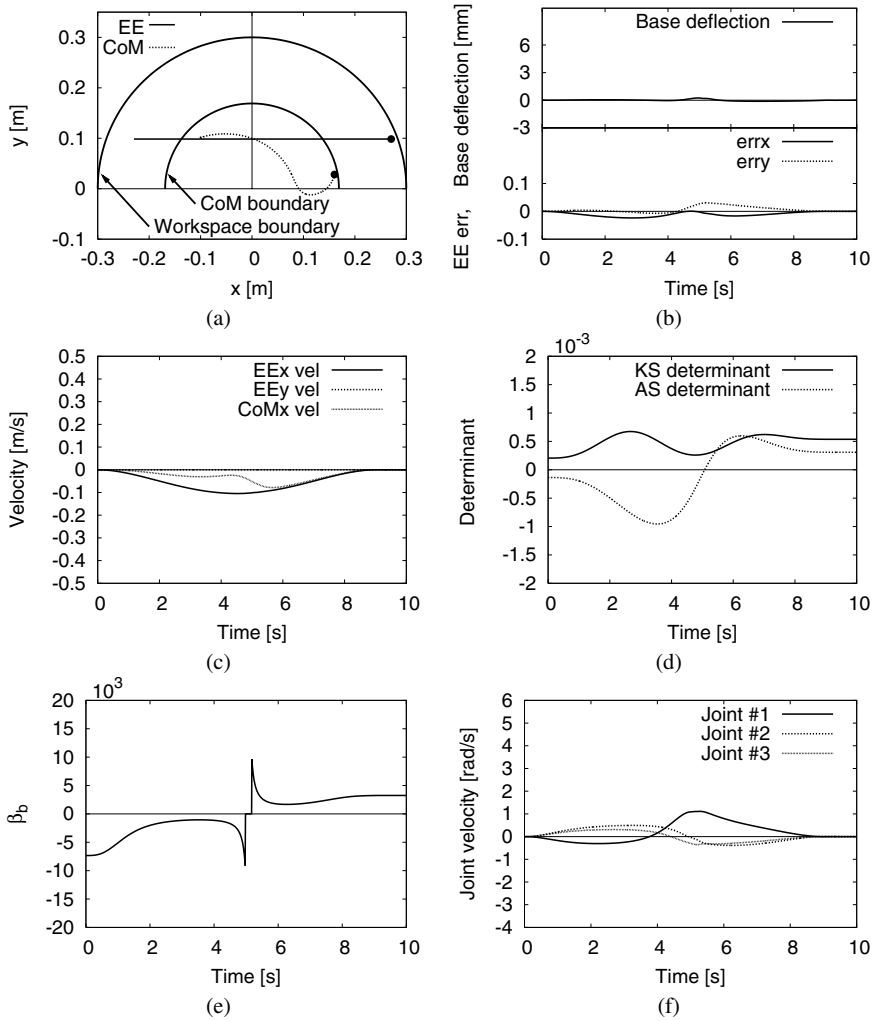 EE
CoM
0.3
0.2
0.1
0
-0.1
y [m]
CoM boundary
Workspace boundary
-0.3 -0.2 -0.1 0 0.1 0.2 0.3
x [m]
(a)
Base deflection
6
3
0
-3
errx
erry
0.1
0
-0.1
EE err, Base deflection [mm]
0 2 4 6 8 10
Time [s]
(b)
EEx vel
EEy vel
CoMx vel
0.5
0.4
0.3
0.2
0.1
0
-0.1
-0.2
-0.3
-0.4
-0.5
Velocity [m/s]
0 2 4 6 8 10
Time [s]
(c)
10^-3
KS determinant
AS determinant
2
1.5
1
0.5
0
-0.5
-1
-1.5
-2
Determinant
0 2 4 6 8 10
Time [s]
(d)
10^3
20
15
10
5
0
-5
-10
-15
-20
β_b
0 2 4 6 8 10
Time [s]
(e)
Joint #1
Joint #2
Joint #3
6
5
4
3
2
1
0
-1
-2
-3
-4
Joint velocity [rad/s]
0 2 4 6 8 10
Time [s]
(f)